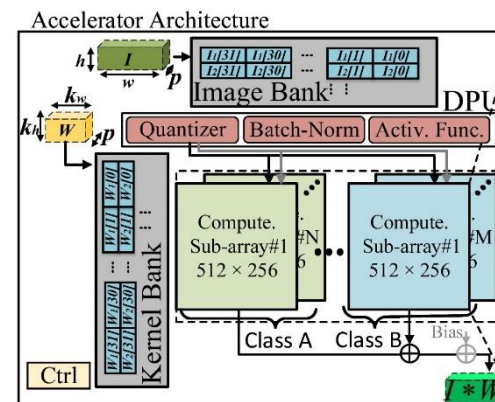 Accelerator Architecture
h I
w p
I₁[31] I₁[30] ... I₁[1] I₁[0]
I₂[31] I₂[30] ... I₂[1] I₂[0]
Image Bank
DPU
kw
kh W p
Quantizer Batch-Norm Activ. Func.
W₁[0] W₂[0]
W₁[1] W₂[1]
W₁[30] W₂[30]
W₁[31] W₂[31]
Kernel Bank
Compute.
Sub-array#1
512 × 256
#N
6
Compute.
Sub-array#1
512 × 256
#M
6
Class A Class B
Bias
Ctrl
I * W